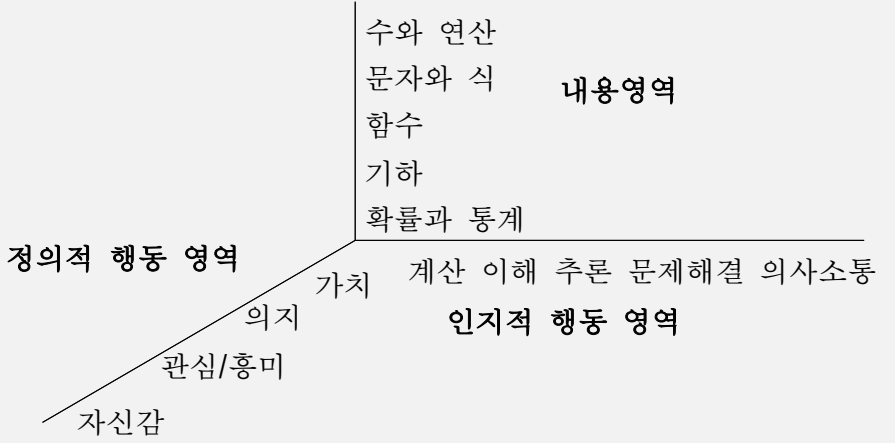 수와 연산
문자와 식
내용영역
함수
기하
확률과 통계
정의적 행동 영역
가치
계산 이해 추론 문제해결 의사소통
의지
인지적 행동 영역
관심/흥미
자신감